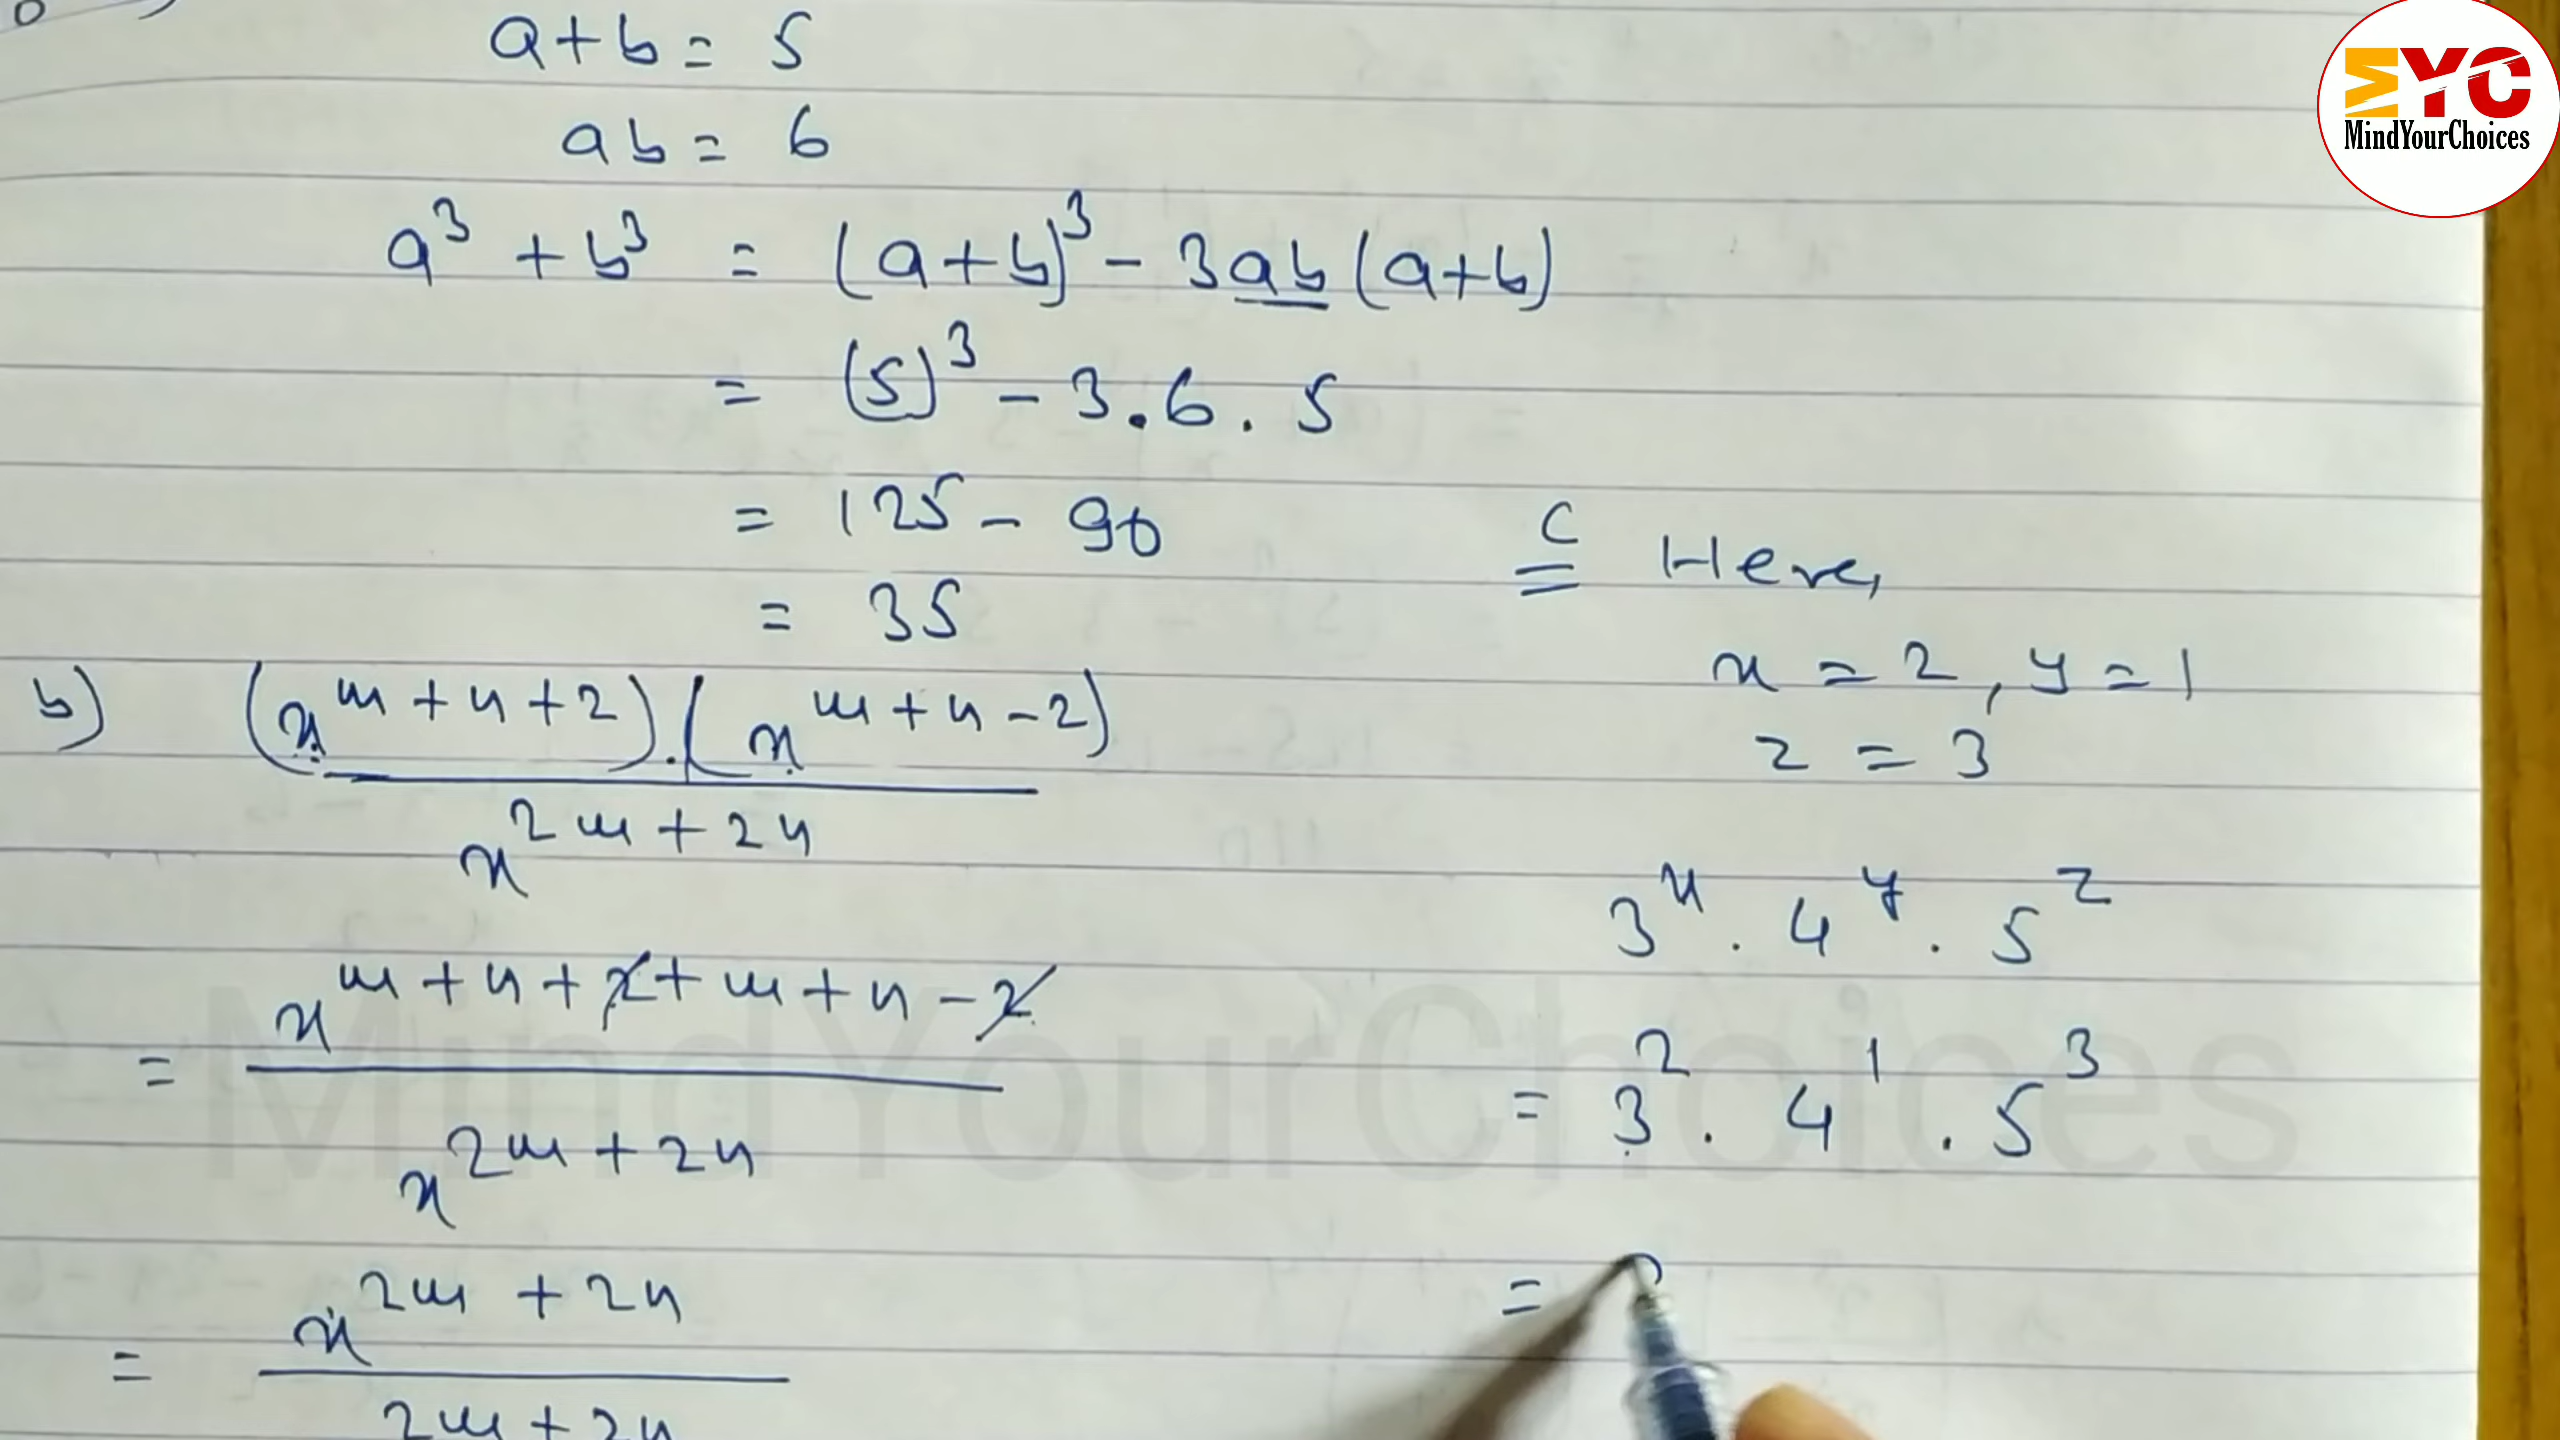 a+b = 5
ab = 6
a³ + b³ = (a+b)³ - 3ab(a+b)
= (5)³ - 3.6.5
= 125 - 90
= 35
b) (x^m+n+2).(x^m+n-2)
x^2m+2n
= x^m+n+2+m+n-2
x^2m+2n
= x^2m+2n
2m+2n
C Here,
x = 2, y = 1
z = 3
3^x . 4^y . 5^z
= 3² . 4¹ . 5³
=
MYC
MindYourChoices
MindYourChoices